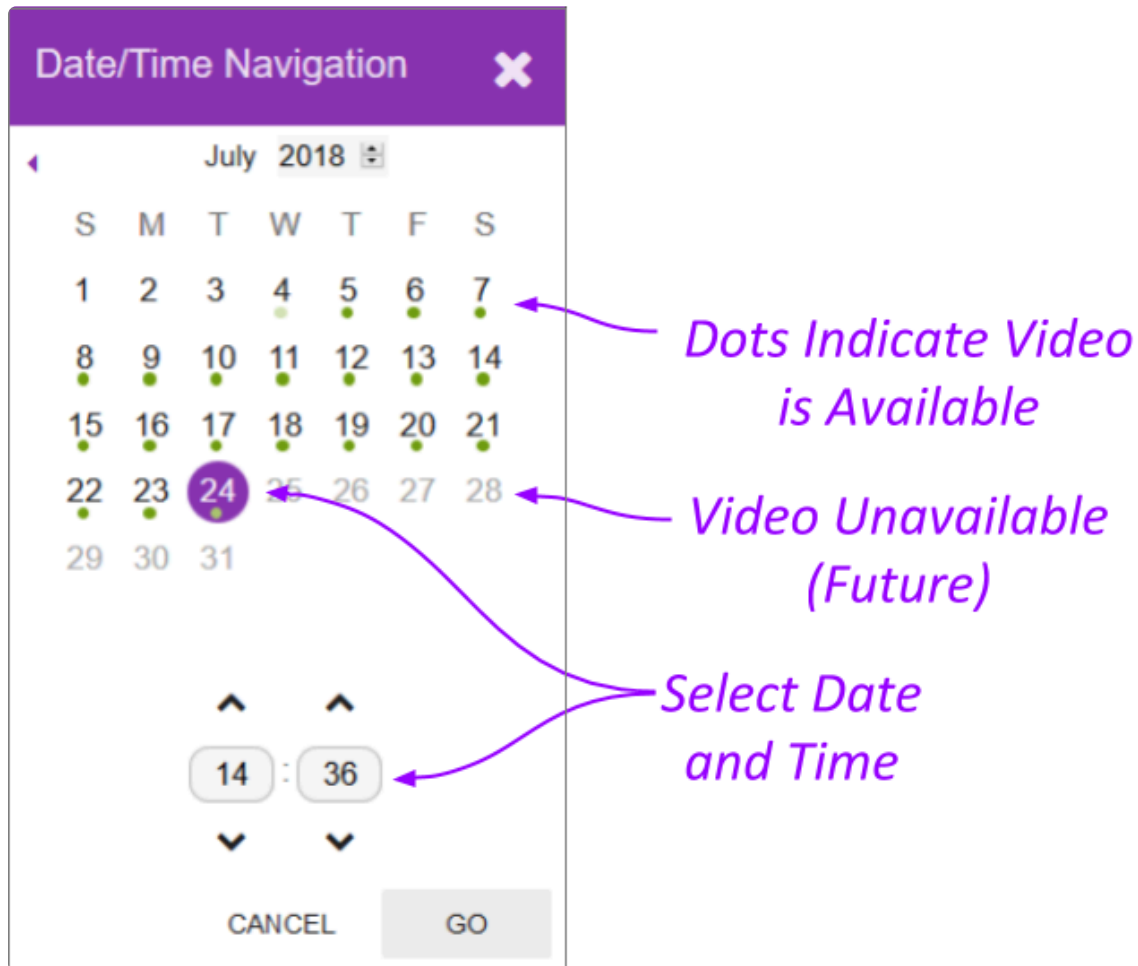 Date/Time Navigation
July 2018
S M T W T F S
1 2 3 4 5 6 7
8 9 10 11 12 13 14
15 16 17 18 19 20 21
22 23 24 25 26 27 28
29 30 31
14 : 36
CANCEL GO
Dots Indicate Video
is Available
Video Unavailable
(Future)
Select Date
and Time